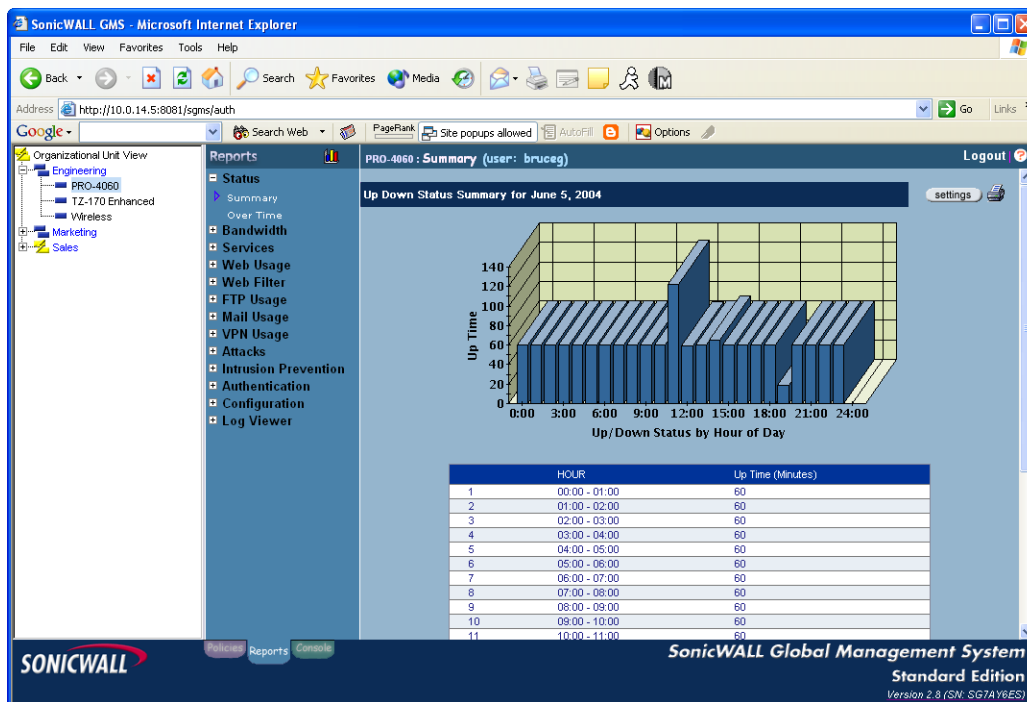 SonicWALL GMS - Microsoft Internet Explorer
File Edit View Favorites Tools Help
Back Search Favorites Media
Address http://10.0.14.5:8081/sgms/auth Go Links
Google Search Web PageRank Site popups allowed AutoFill Options
Organizational Unit View
Engineering
PRO-4060
TZ-170 Enhanced
Wireless
Marketing
Sales
Reports
Status
Summary
Over Time
Bandwidth
Services
Web Usage
Web Filter
FTP Usage
Mail Usage
VPN Usage
Attacks
Intrusion Prevention
Authentication
Configuration
Log Viewer
PRO-4060 : Summary (user: bruceg) Logout ?
Up Down Status Summary for June 5, 2004 settings
Up Time
140
120
100
80
60
40
20
0
0:00 3:00 6:00 9:00 12:00 15:00 18:00 21:00 24:00
Up/Down Status by Hour of Day
HOUR Up Time (Minutes)
1 00:00 - 01:00 60
2 01:00 - 02:00 60
3 02:00 - 03:00 60
4 03:00 - 04:00 60
5 04:00 - 05:00 60
6 05:00 - 06:00 60
7 06:00 - 07:00 60
8 07:00 - 08:00 60
9 08:00 - 09:00 60
10 09:00 - 10:00 60
11 10:00 - 11:00 60
Policies Reports Console
SONICWALL
SonicWALL Global Management System
Standard Edition
Version 2.8 (SN: SG7AY6ES)